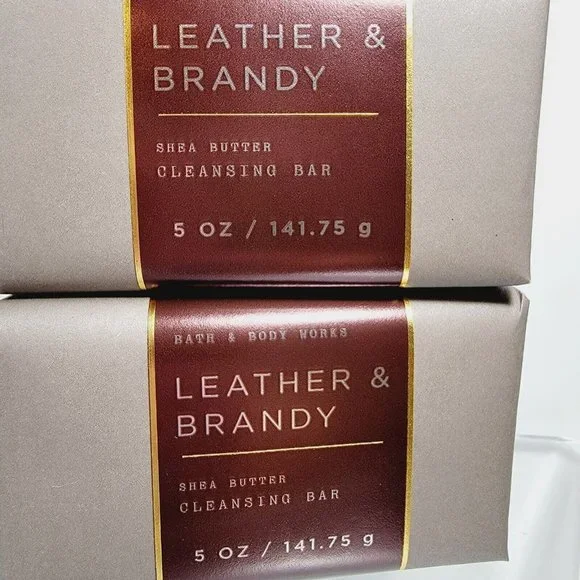 LEATHER &
BRANDY
SHEA BUTTER
CLEANSING BAR
5 OZ / 141.75 g
BATH & BODY WORKS
LEATHER &
BRANDY
SHEA BUTTER
CLEANSING BAR
5 OZ / 141.75 g